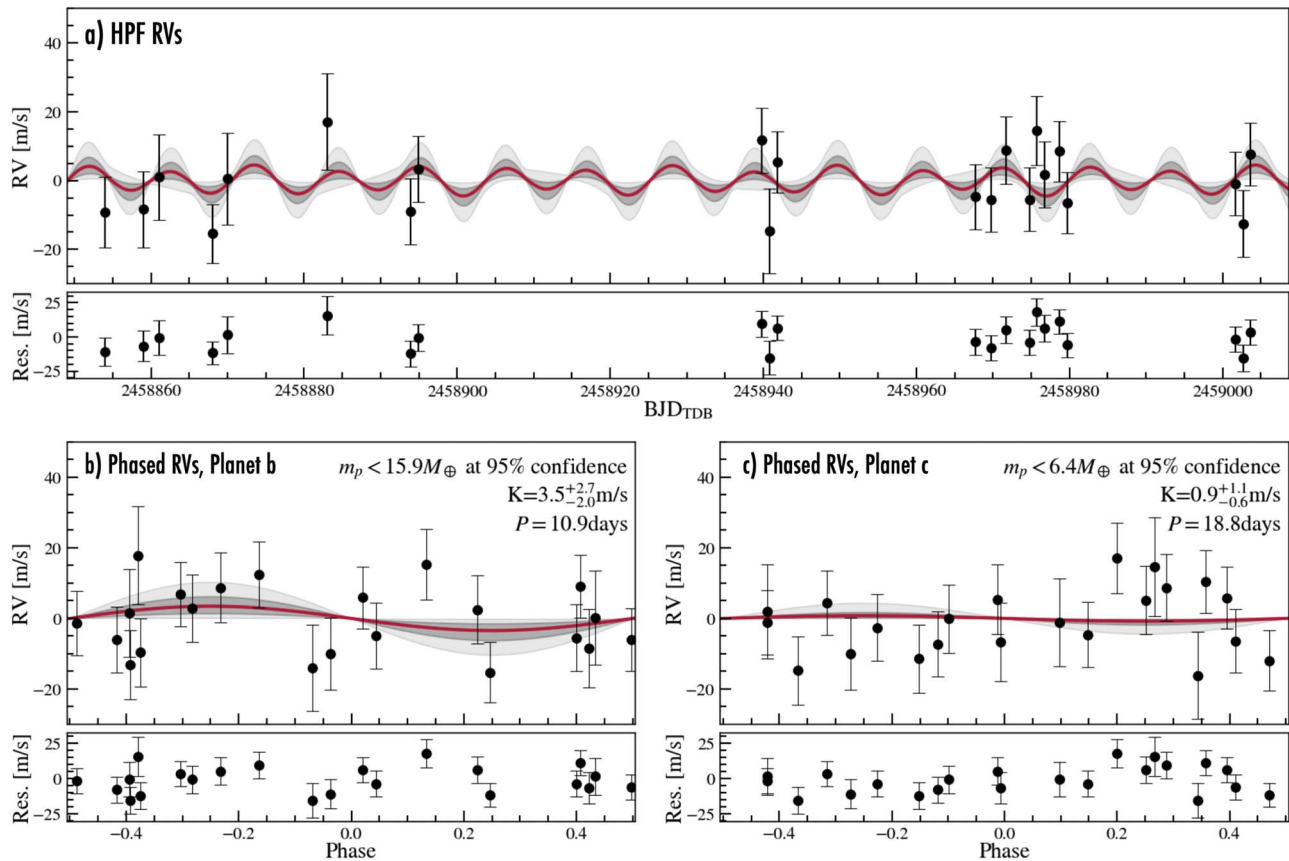 a) HPF RVs
40
20
0
−20
RV [m/s]
25
0
−25
Res. [m/s]
2458860 2458880 2458900 2458920 2458940 2458960 2458980 2459000
BJD_TDB
b) Phased RVs, Planet b
m_p < 15.9M_⊕ at 95% confidence
K=3.5^{+2.7}_{−2.0}m/s
P = 10.9days
40
20
0
−20
RV [m/s]
25
0
−25
Res. [m/s]
−0.4 −0.2 0.0 0.2 0.4
Phase
c) Phased RVs, Planet c
m_p < 6.4M_⊕ at 95% confidence
K=0.9^{+1.1}_{−0.6}m/s
P = 18.8days
40
20
0
−20
RV [m/s]
25
0
−25
Res. [m/s]
−0.4 −0.2 0.0 0.2 0.4
Phase